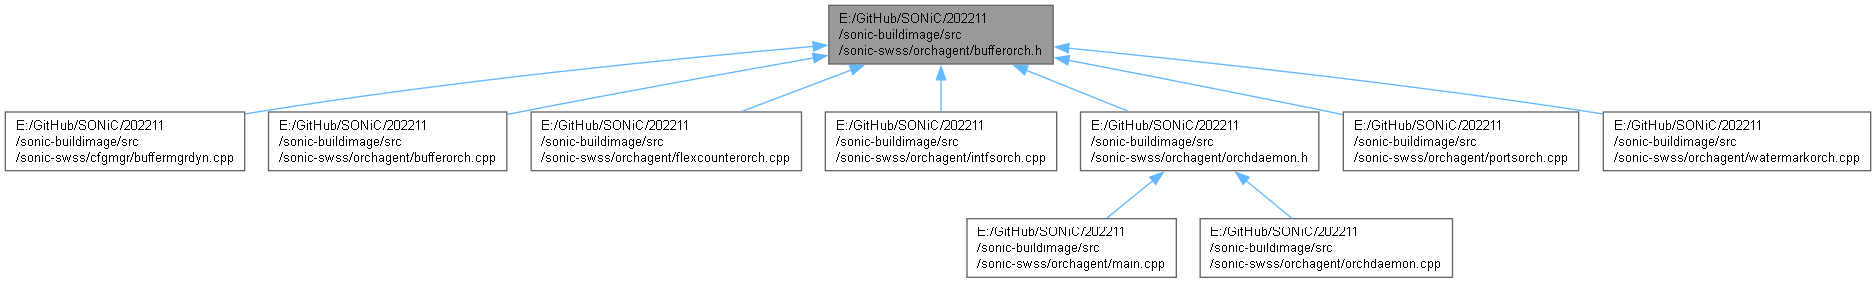 E:/GitHub/SONiC/202211
/sonic-buildimage/src
/sonic-swss/orchagent/bufferorch.h
E:/GitHub/SONiC/202211
/sonic-buildimage/src
/sonic-swss/cfgmgr/buffermgrdyn.cpp
E:/GitHub/SONiC/202211
/sonic-buildimage/src
/sonic-swss/orchagent/bufferorch.cpp
E:/GitHub/SONiC/202211
/sonic-buildimage/src
/sonic-swss/orchagent/flexcounterorch.cpp
E:/GitHub/SONiC/202211
/sonic-buildimage/src
/sonic-swss/orchagent/intfsorch.cpp
E:/GitHub/SONiC/202211
/sonic-buildimage/src
/sonic-swss/orchagent/orchdaemon.h
E:/GitHub/SONiC/202211
/sonic-buildimage/src
/sonic-swss/orchagent/portsorch.cpp
E:/GitHub/SONiC/202211
/sonic-buildimage/src
/sonic-swss/orchagent/watermarkorch.cpp
E:/GitHub/SONiC/202211
/sonic-buildimage/src
/sonic-swss/orchagent/main.cpp
E:/GitHub/SONiC/202211
/sonic-buildimage/src
/sonic-swss/orchagent/orchdaemon.cpp